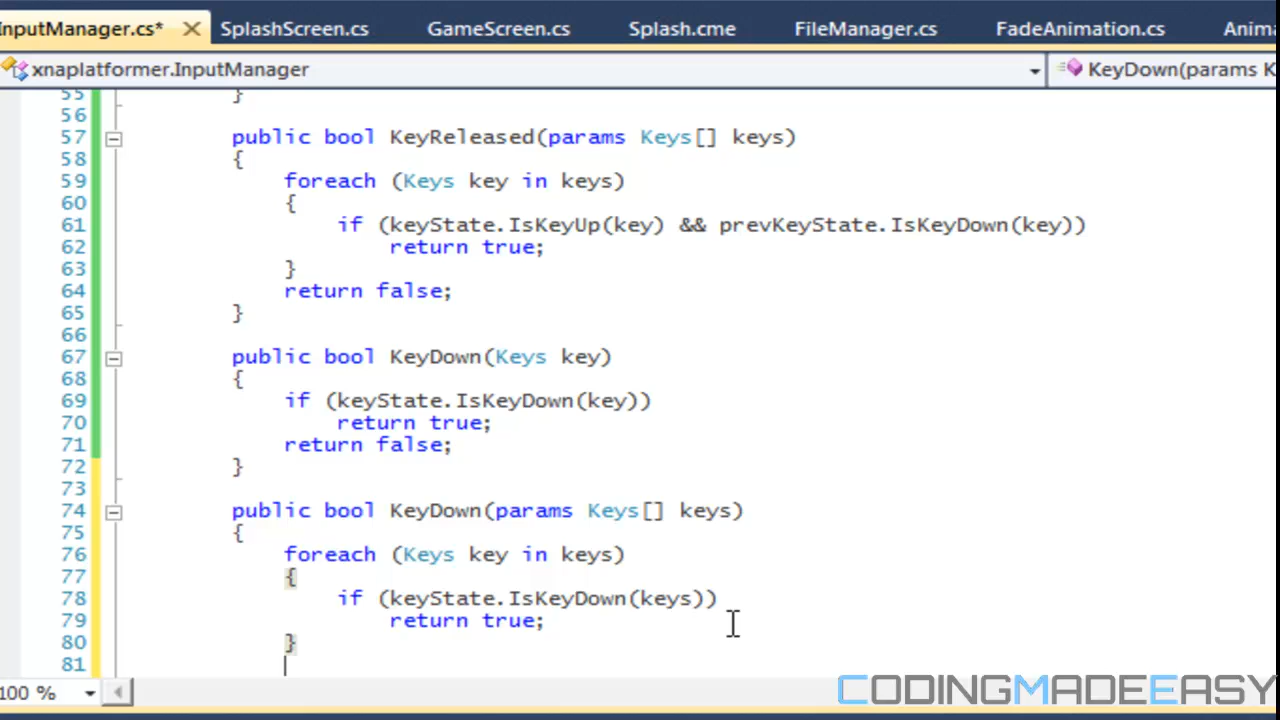 InputManager.cs* SplashScreen.cs GameScreen.cs Splash.cme FileManager.cs FadeAnimation.cs Anima
xnaplatformer.InputManager KeyDown(params K
55 }
56
57 public bool KeyReleased(params Keys[] keys)
58 {
59 foreach (Keys key in keys)
60 {
61 if (keyState.IsKeyUp(key) && prevKeyState.IsKeyDown(key))
62 return true;
63 }
64 return false;
65 }
66
67 public bool KeyDown(Keys key)
68 {
69 if (keyState.IsKeyDown(key))
70 return true;
71 return false;
72 }
73
74 public bool KeyDown(params Keys[] keys)
75 {
76 foreach (Keys key in keys)
77 {
78 if (keyState.IsKeyDown(keys))
79 return true;
80 }
81
100 %
CODINGMADEEASY